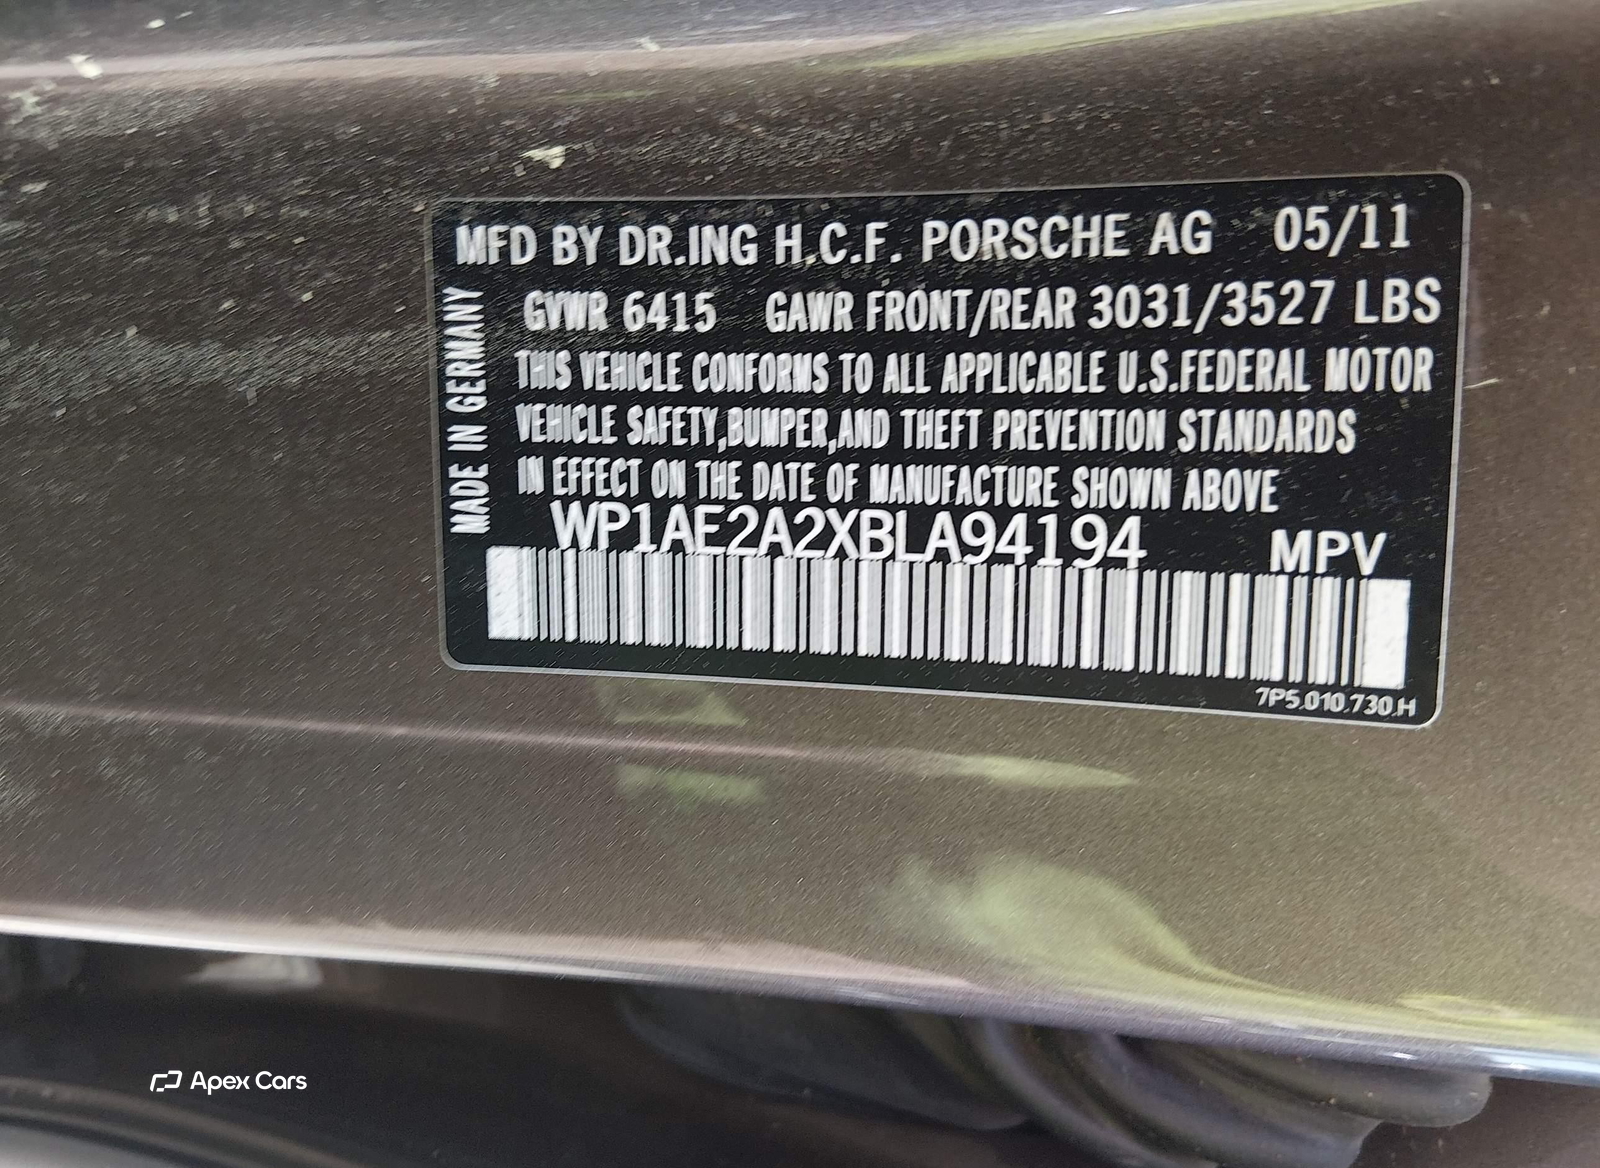 MFD BY DR.ING H.C.F. PORSCHE AG 05/11
GVWR 6415 GAWR FRONT/REAR 3031/3527 LBS
THIS VEHICLE CONFORMS TO ALL APPLICABLE U.S.FEDERAL MOTOR
VEHICLE SAFETY,BUMPER,AND THEFT PREVENTION STANDARDS
IN EFFECT ON THE DATE OF MANUFACTURE SHOWN ABOVE
WP1AE2A2XBLA94194 MPV
7P5.010.730.H
MADE IN GERMANY
Apex Cars